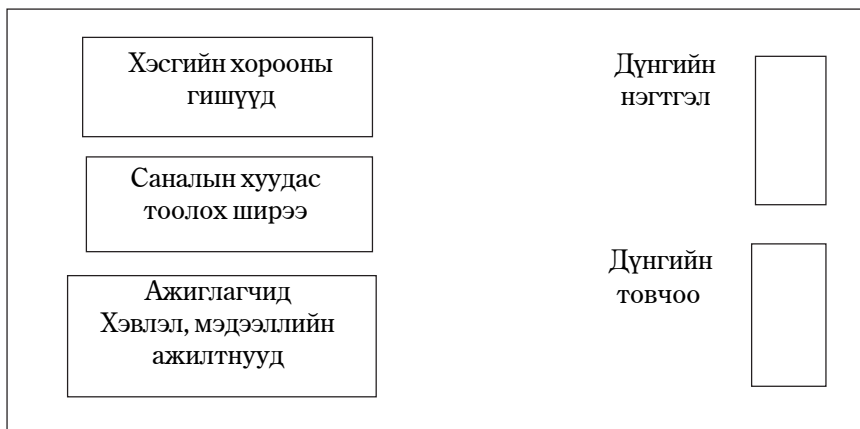 Хэсгийн хорооны
гишүүд
Саналын хуудас
тоолох ширээ
Ажиглагчид
Хэвлэл, мэдээллийн
ажилтнууд
Дүнгийн
нэгтгэл
Дүнгийн
товчоо